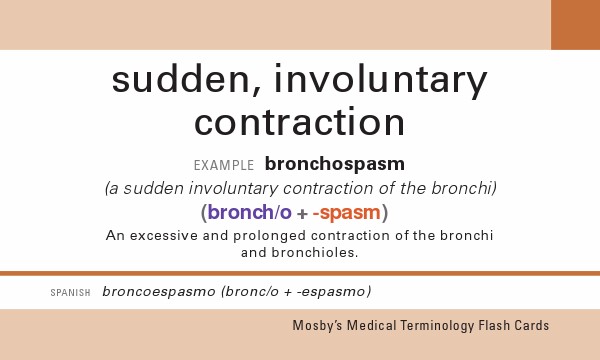 sudden, involuntary
contraction
EXAMPLE bronchospasm
(a sudden involuntary contraction of the bronchi)
(bronch/o + -spasm)
An excessive and prolonged contraction of the bronchi
and bronchioles.
SPANISH broncoespasmo (bronc/o + -espasmo)
Mosby's Medical Terminology Flash Cards